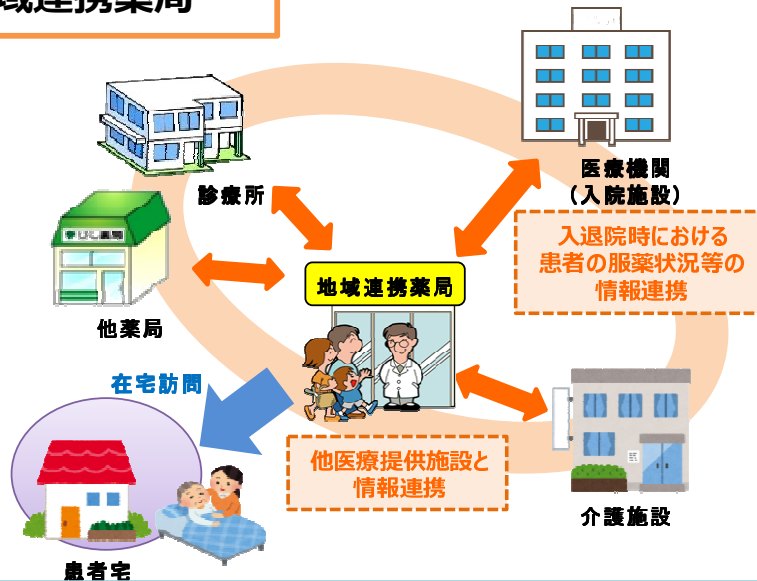 域連携薬局
医療機関
（入院施設）
診療所
入退院時における
患者の服薬状況等の
情報連携
地域連携薬局
他薬局
在宅訪問
他医療提供施設と
情報連携
介護施設
患者宅